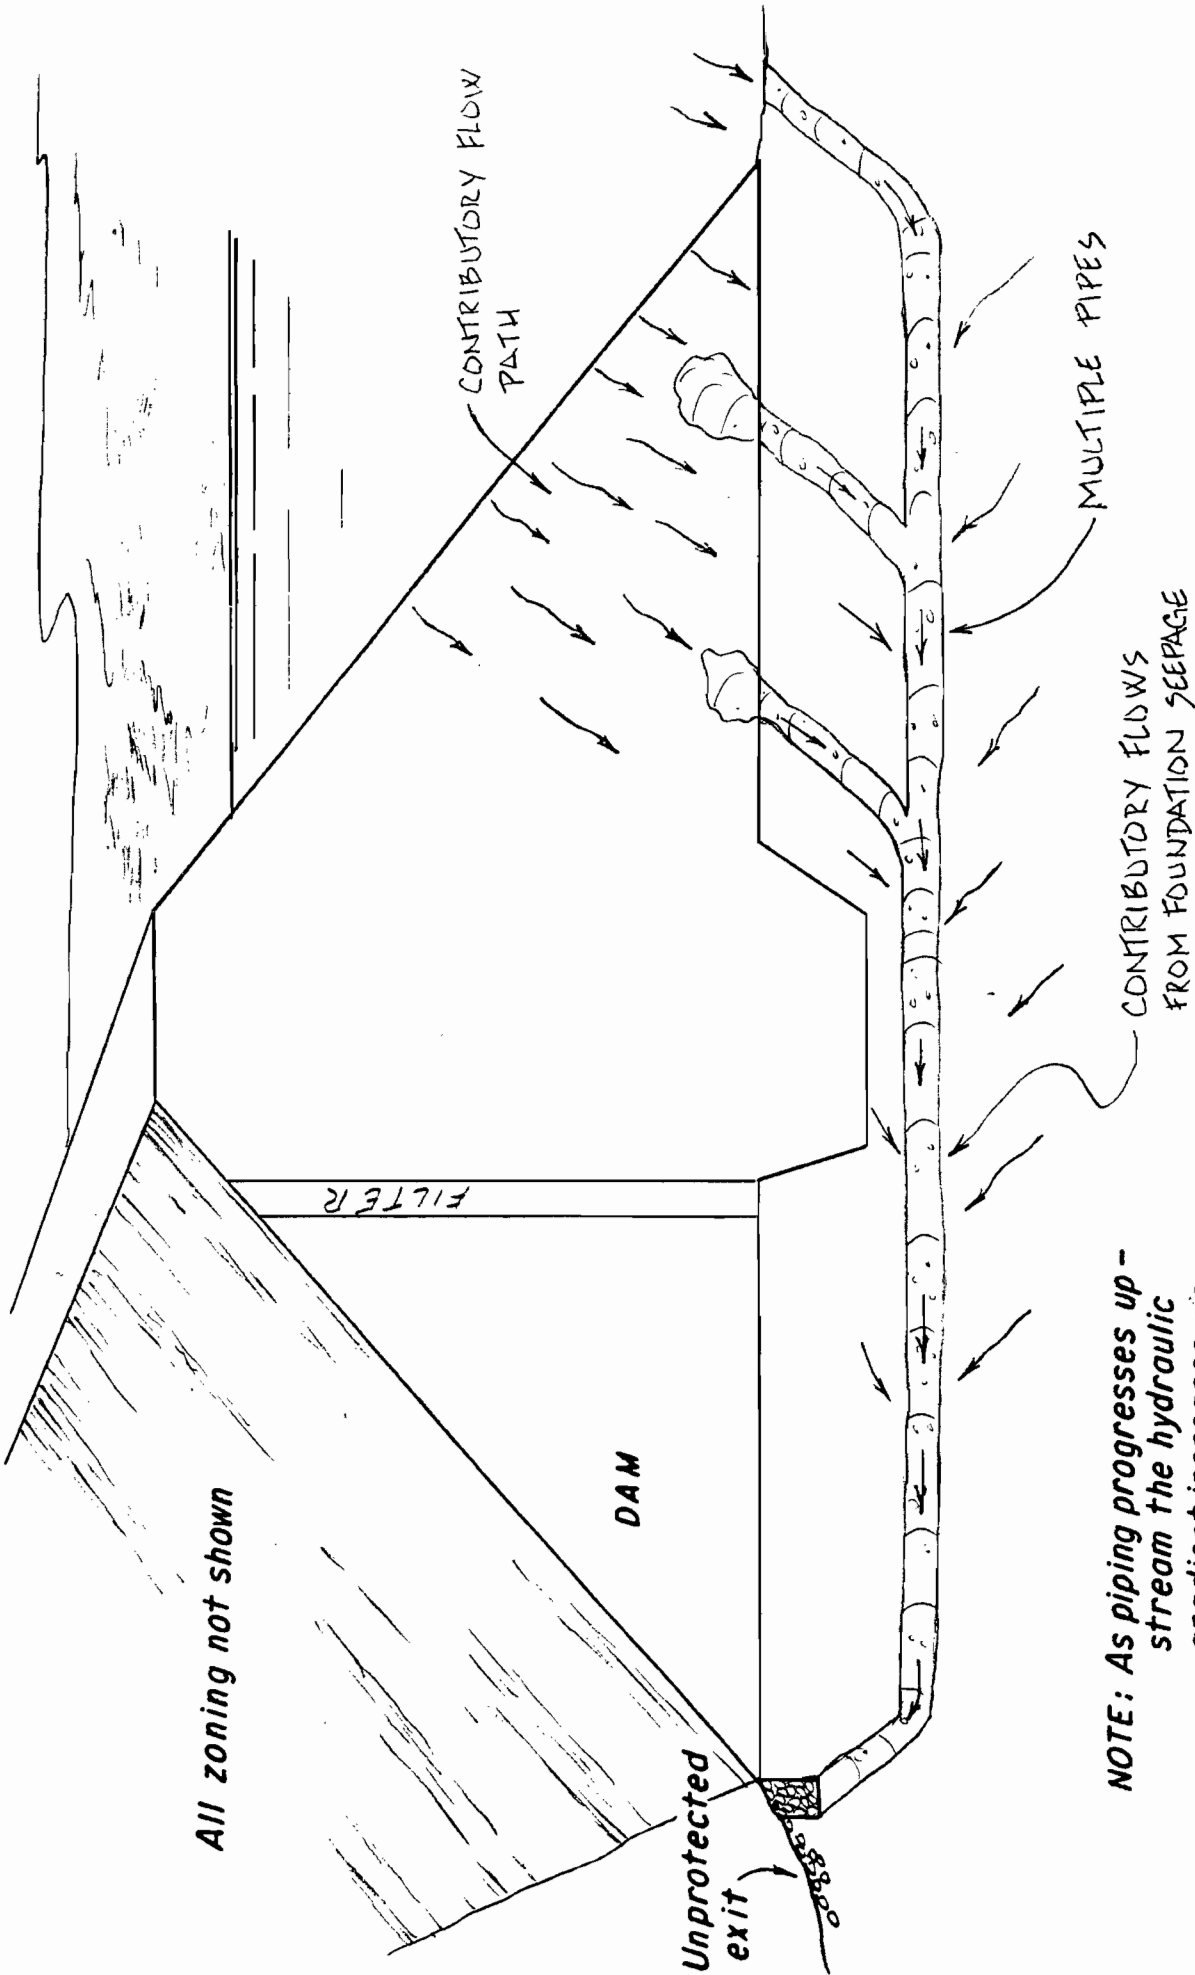 All zoning not shown
CONTRIBUTORY FLOW
PATH
FILTER
DAM
Unprotected
exit
MULTIPLE PIPES
CONTRIBUTORY FLOWS
FROM FOUNDATION SEEPAGE
NOTE: As piping progresses up-
stream the hydraulic